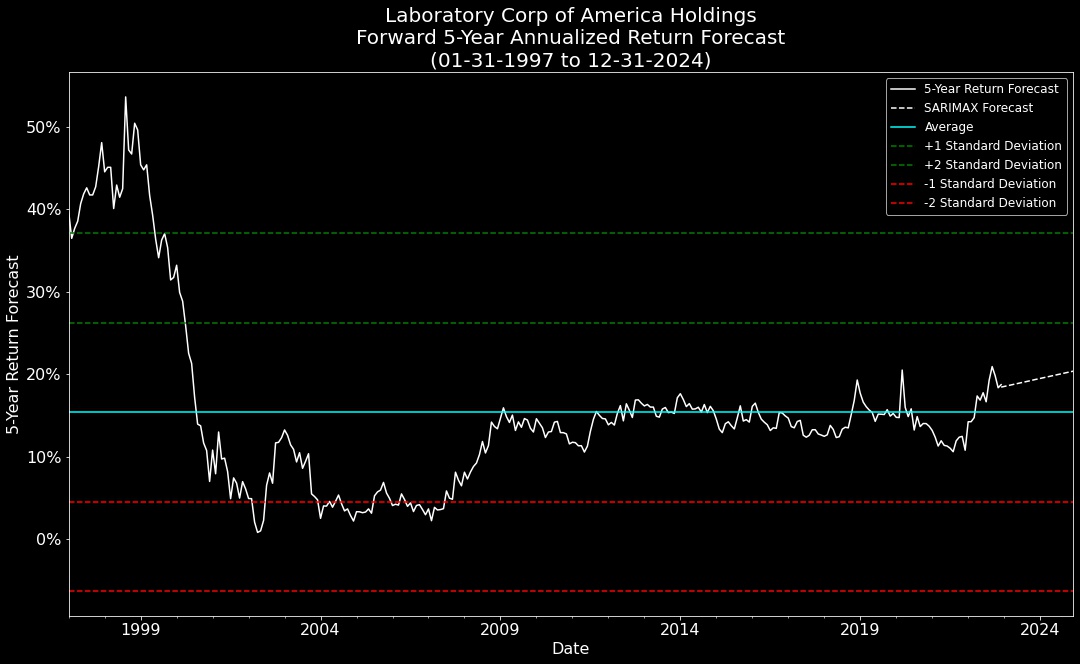 Laboratory Corp of America Holdings
Forward 5-Year Annualized Return Forecast
(01-31-1997 to 12-31-2024)
5-Year Return Forecast
SARIMAX Forecast
Average
+1 Standard Deviation
+2 Standard Deviation
-1 Standard Deviation
-2 Standard Deviation
5-Year Return Forecast
50%
40%
30%
20%
10%
0%
1999
2004
2009
2014
2019
2024
Date